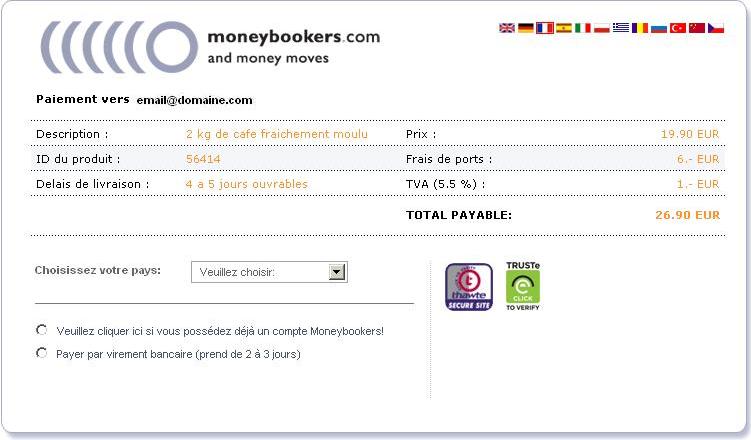 moneybookers.com
and money moves
Paiement vers email@domaine.com
Description : 2 kg de cafe fraichement moulu Prix : 19.90 EUR
ID du produit : 56414 Frais de ports : 6.- EUR
Delais de livraison : 4 a 5 jours ouvrables TVA (5.5 %) : 1.- EUR
TOTAL PAYABLE: 26.90 EUR
Choisissez votre pays: Veuillez choisir:
thawte
SECURE SITE
TRUSTe
CLICK
TO VERIFY
Veuillez cliquer ici si vous possédez déjà un compte Moneybookers!
Payer par virement bancaire (prend de 2 à 3 jours)